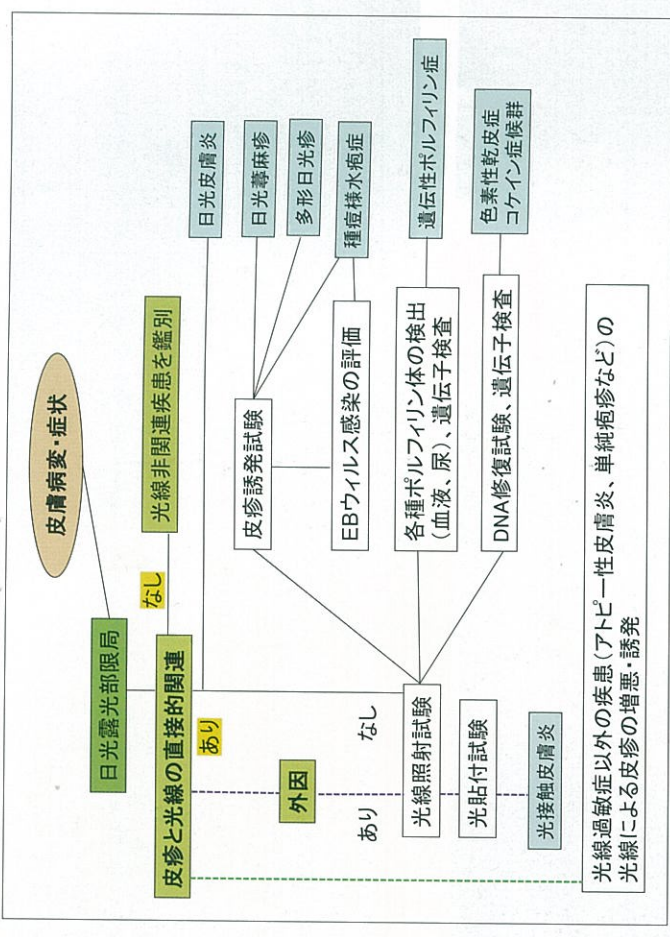 皮膚病変・症状
日光露光部限局
皮疹と光線の直接的関連
なし
光線非関連疾患を鑑別
あり
日光皮膚炎
外因
あり
なし
皮疹誘発試験
日光蕁麻疹
多形日光疹
種痘様水疱症
EBウィルス感染の評価
光線照射試験
各種ポルフィリン体の検出
(血液、尿)、遺伝子検査
遺伝性ポルフィリン症
光貼付試験
DNA修復試験、遺伝子検査
色素性乾皮症
コケイン症候群
光接触皮膚炎
光線過敏症以外の疾患(アトピー性皮膚炎、単純疱疹など)の
光線による皮疹の増悪・誘発